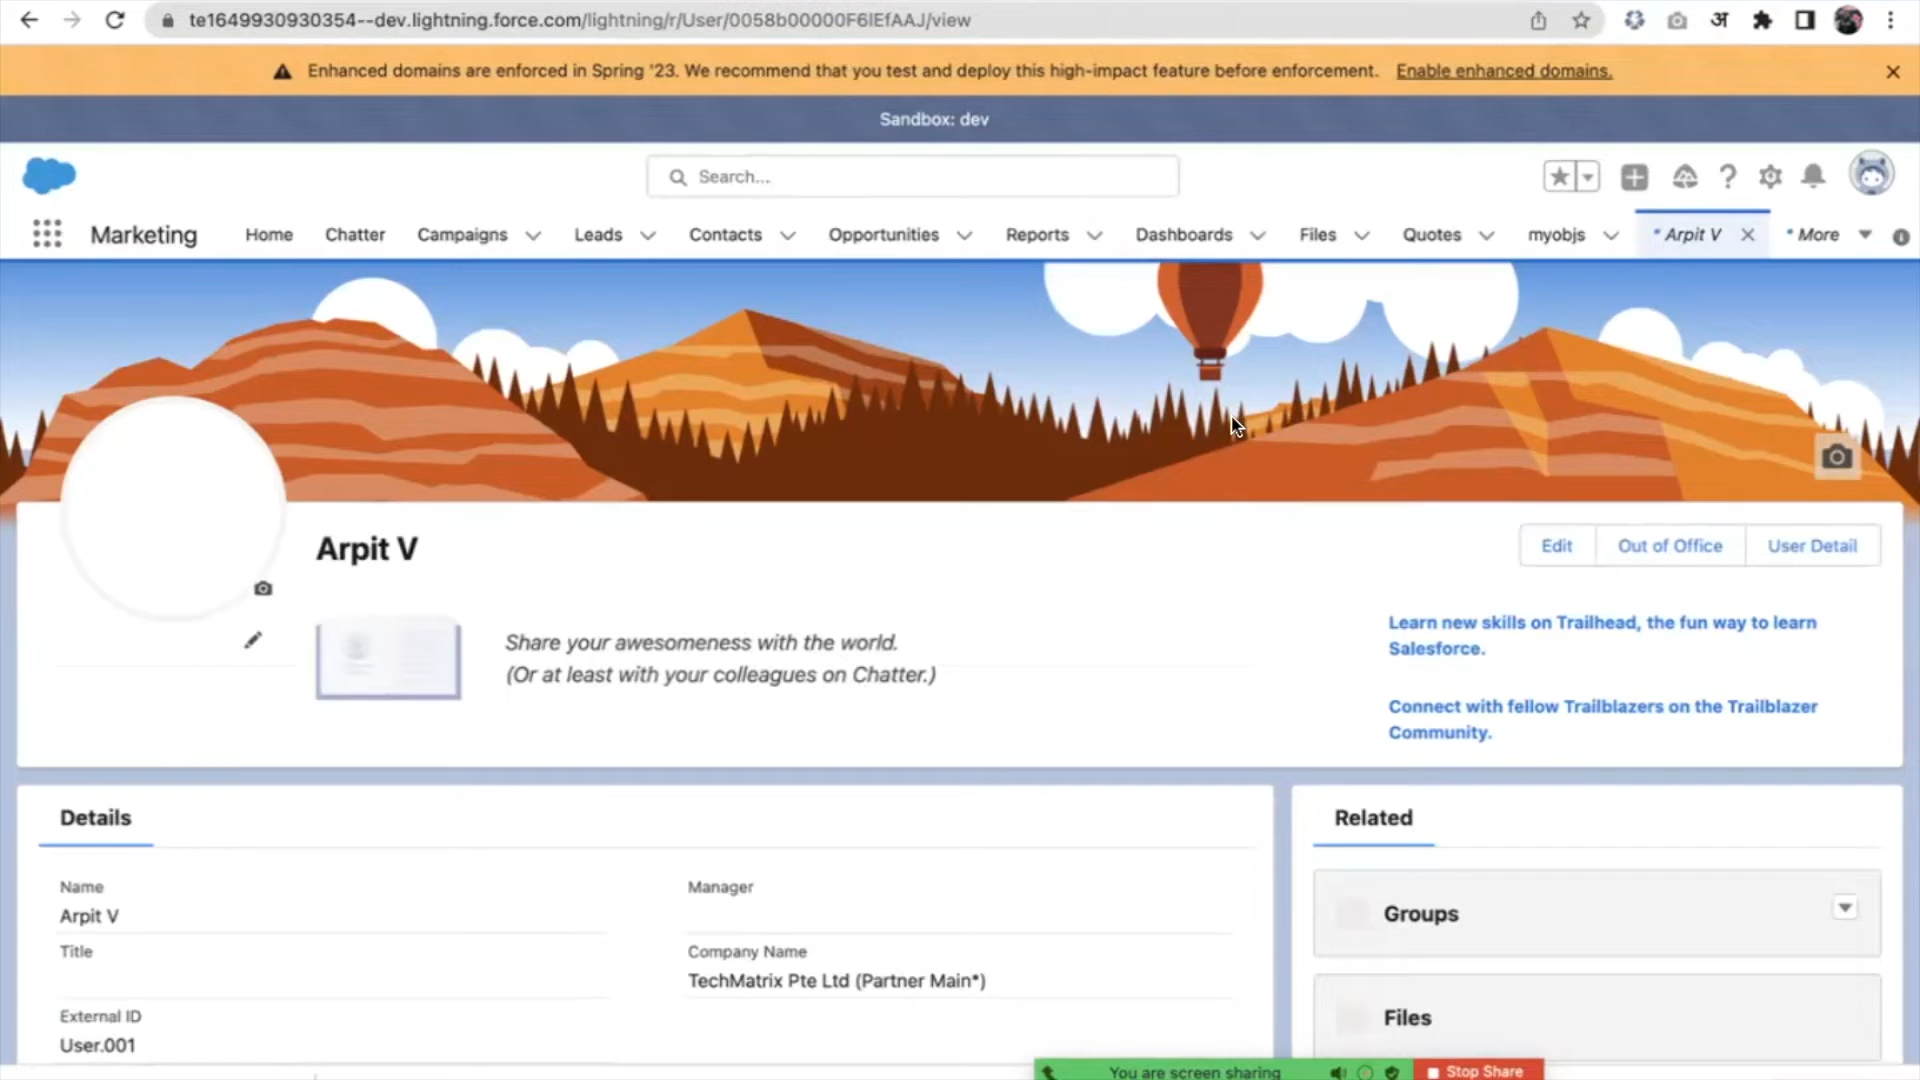 te1649930930354--dev.lightning.force.com/lightning/r/User/0058b00000F6lEfAAJ/view
अ
Enhanced domains are enforced in Spring '23. We recommend that you test and deploy this high-impact feature before enforcement. Enable enhanced domains.
Sandbox: dev
Search...
Marketing Home Chatter Campaigns Leads Contacts Opportunities Reports Dashboards Files Quotes myobjs * Arpit V * More
Arpit V
Edit Out of Office User Detail
Share your awesomeness with the world.
(Or at least with your colleagues on Chatter.)
Learn new skills on Trailhead, the fun way to learn
Salesforce.
Connect with fellow Trailblazers on the Trailblazer
Community.
Details
Name
Arpit V
Manager
Title
Company Name
TechMatrix Pte Ltd (Partner Main*)
External ID
User.001
Related
Groups
Files
You are screen sharing Stop Share